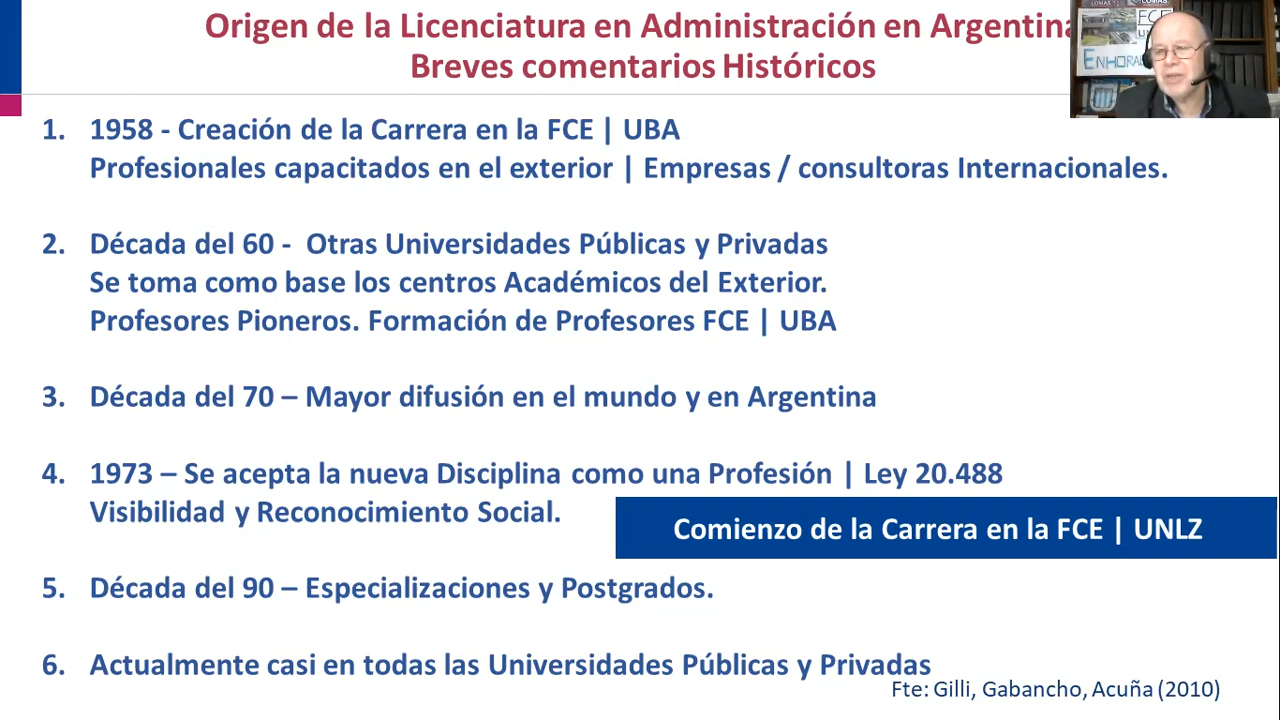 Origen de la Licenciatura en Administración en Argentina
Breves comentarios Históricos
LOMAS
FCE
ENHORA
1. 1958 - Creación de la Carrera en la FCE | UBA
Profesionales capacitados en el exterior | Empresas / consultoras Internacionales.
2. Década del 60 - Otras Universidades Públicas y Privadas
Se toma como base los centros Académicos del Exterior.
Profesores Pioneros. Formación de Profesores FCE | UBA
3. Década del 70 – Mayor difusión en el mundo y en Argentina
4. 1973 – Se acepta la nueva Disciplina como una Profesión | Ley 20.488
Visibilidad y Reconocimiento Social.
Comienzo de la Carrera en la FCE | UNLZ
5. Década del 90 – Especializaciones y Postgrados.
6. Actualmente casi en todas las Universidades Públicas y Privadas
Fte: Gilli, Gabancho, Acuña (2010)